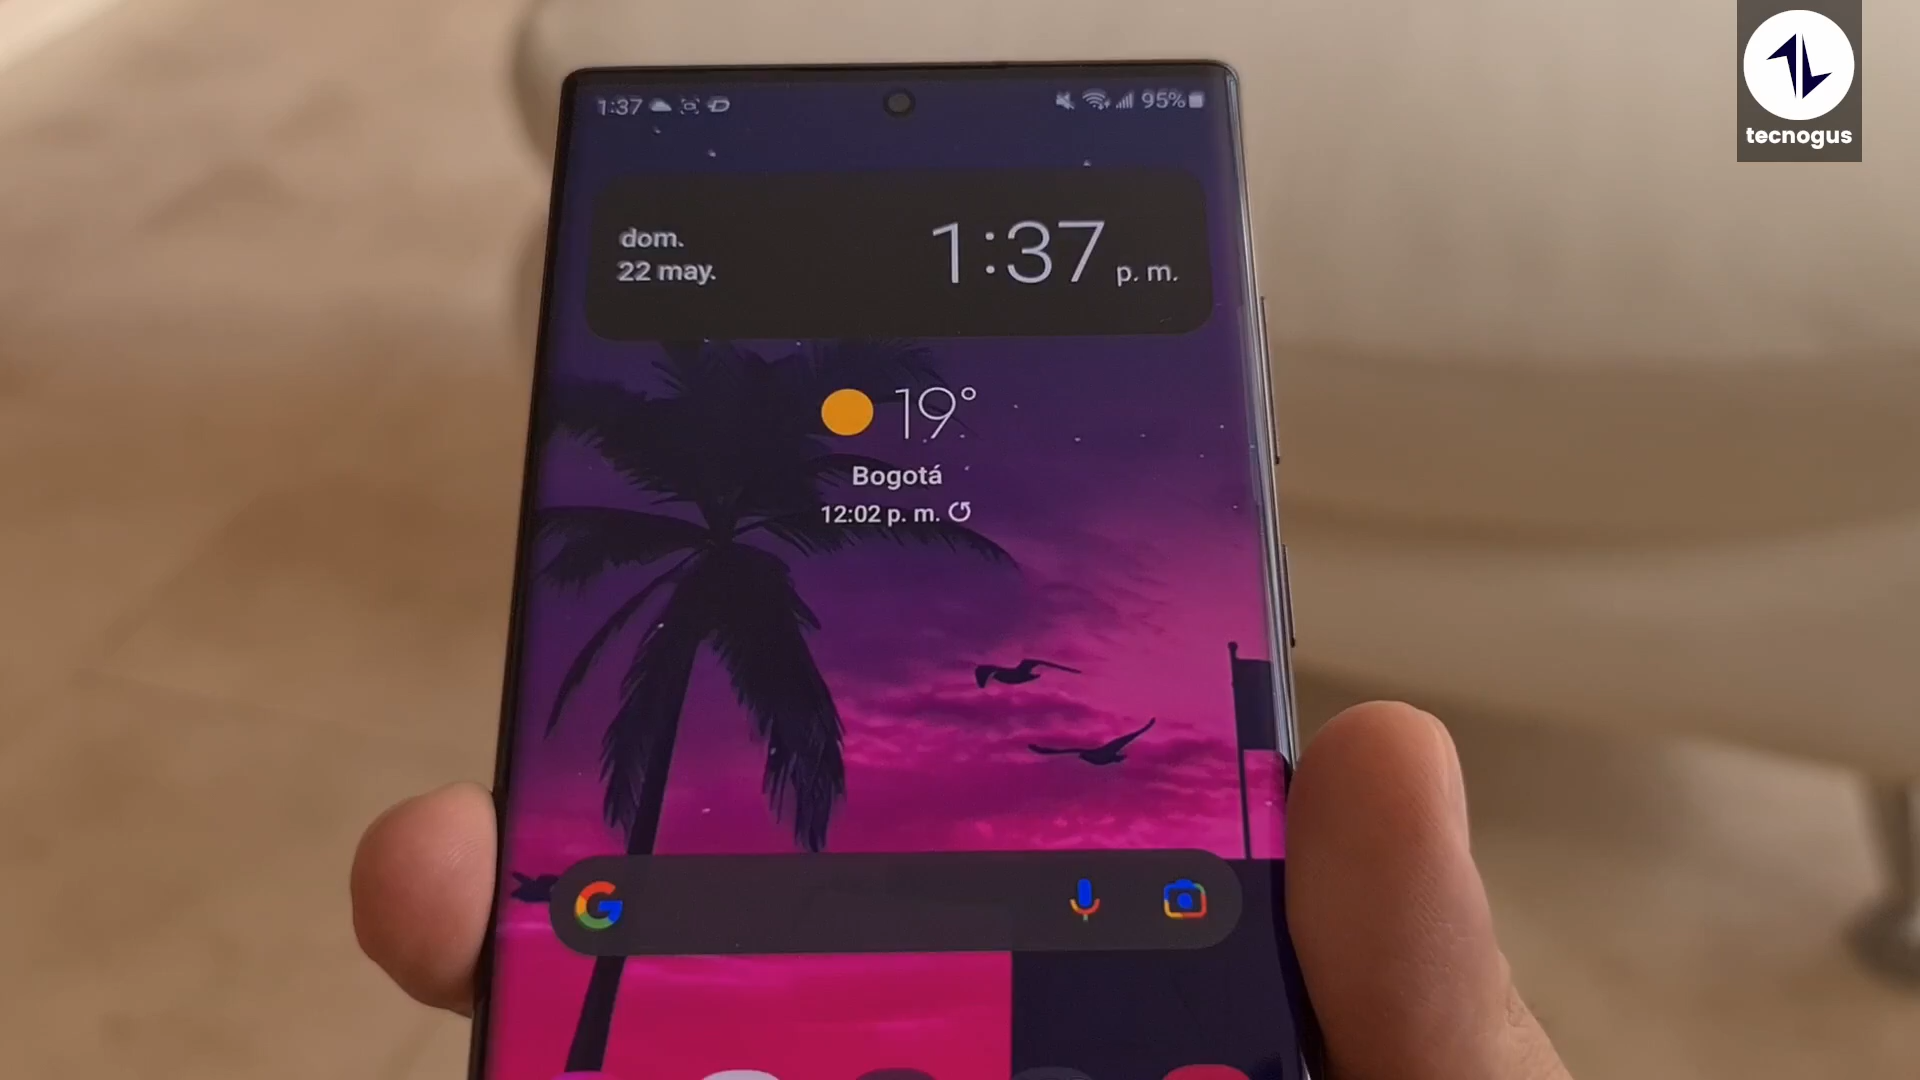 1:37
95%
tecnogus
dom.
22 may.
1:37 p. m.
19°
Bogotá
12:02 p. m.